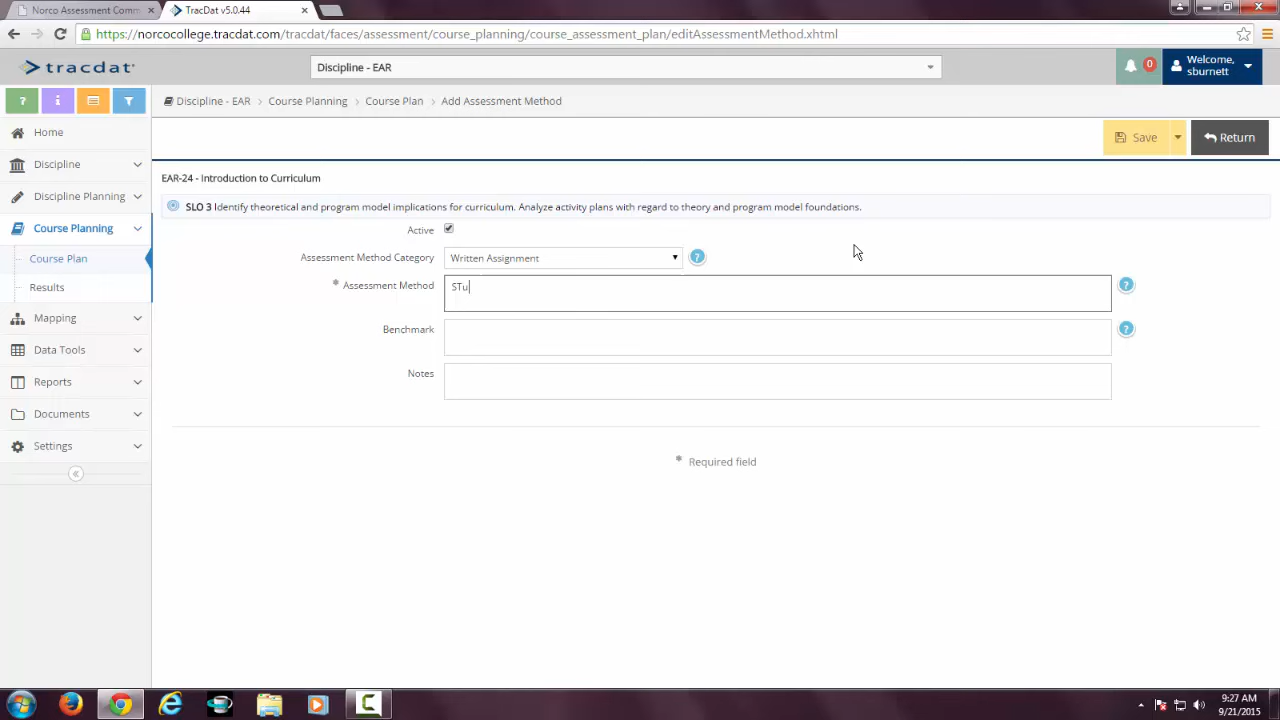 Norco Assessment Comm
TracDat v5.0.44
https://norcocollege.tracdat.com/tracdat/faces/assessment/course_planning/course_assessment_plan/editAssessmentMethod.xhtml
tracdat
Discipline - EAR
0
Welcome,
sburnett
? i
Discipline - EAR > Course Planning > Course Plan > Add Assessment Method
Home
Save
Return
Discipline
EAR-24 - Introduction to Curriculum
Discipline Planning
SLO 3 Identify theoretical and program model implications for curriculum. Analyze activity plans with regard to theory and program model foundations.
Course Planning
Active
Course Plan
Assessment Method Category Written Assignment ?
Results
* Assessment Method STu ?
Mapping
Benchmark ?
Data Tools
Notes
Reports
Documents
Settings
* Required field
9:27 AM
9/21/2015